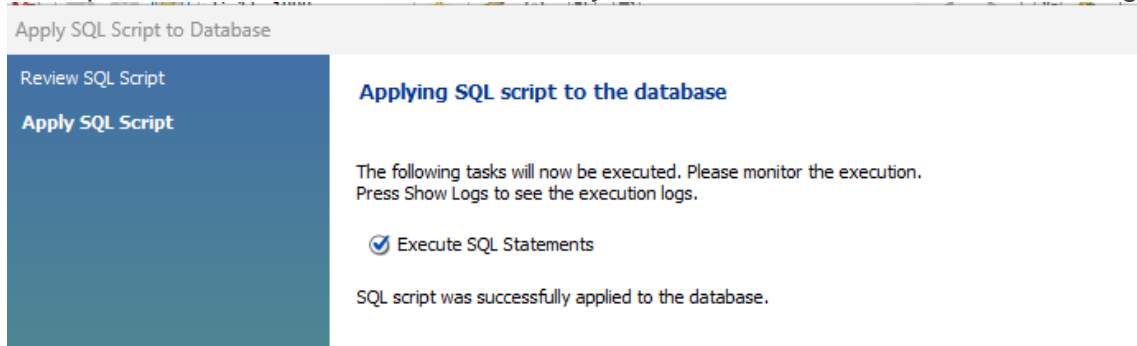 Apply SQL Script to Database
Review SQL Script
Apply SQL Script
Applying SQL script to the database
The following tasks will now be executed. Please monitor the execution.
Press Show Logs to see the execution logs.
Execute SQL Statements
SQL script was successfully applied to the database.